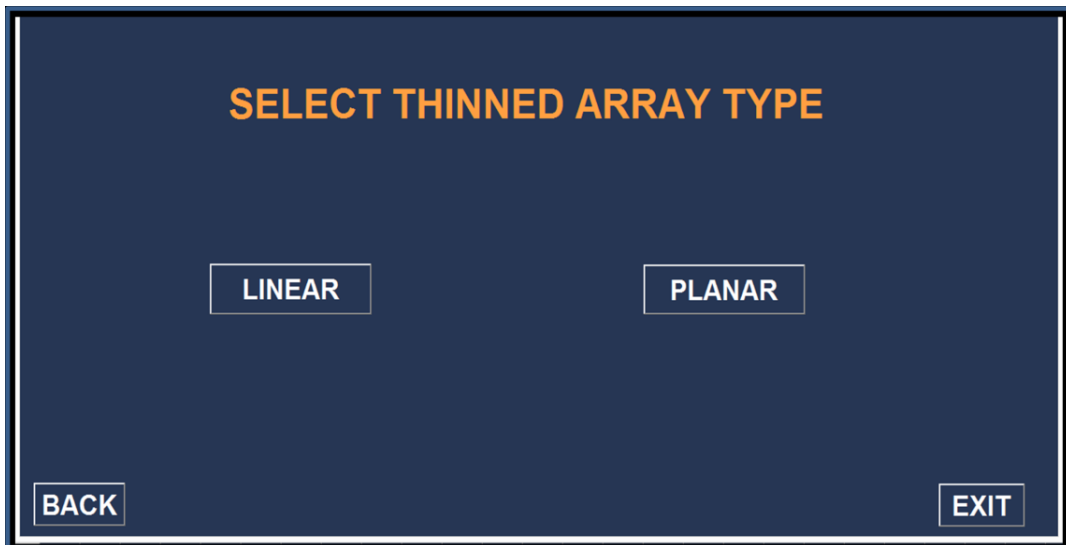 SELECT THINNED ARRAY TYPE
LINEAR
PLANAR
BACK
EXIT